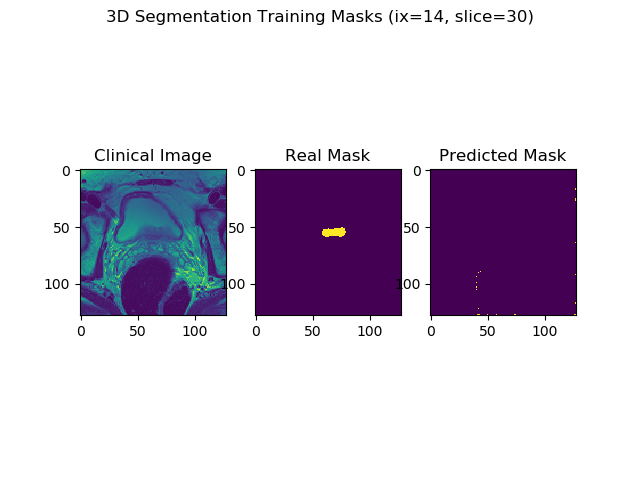 3D Segmentation Training Masks (ix=14, slice=30)
Clinical Image Real Mask Predicted Mask
0 0 0
50 50 50
100 100 100
0 50 100 0 50 100 0 50 100